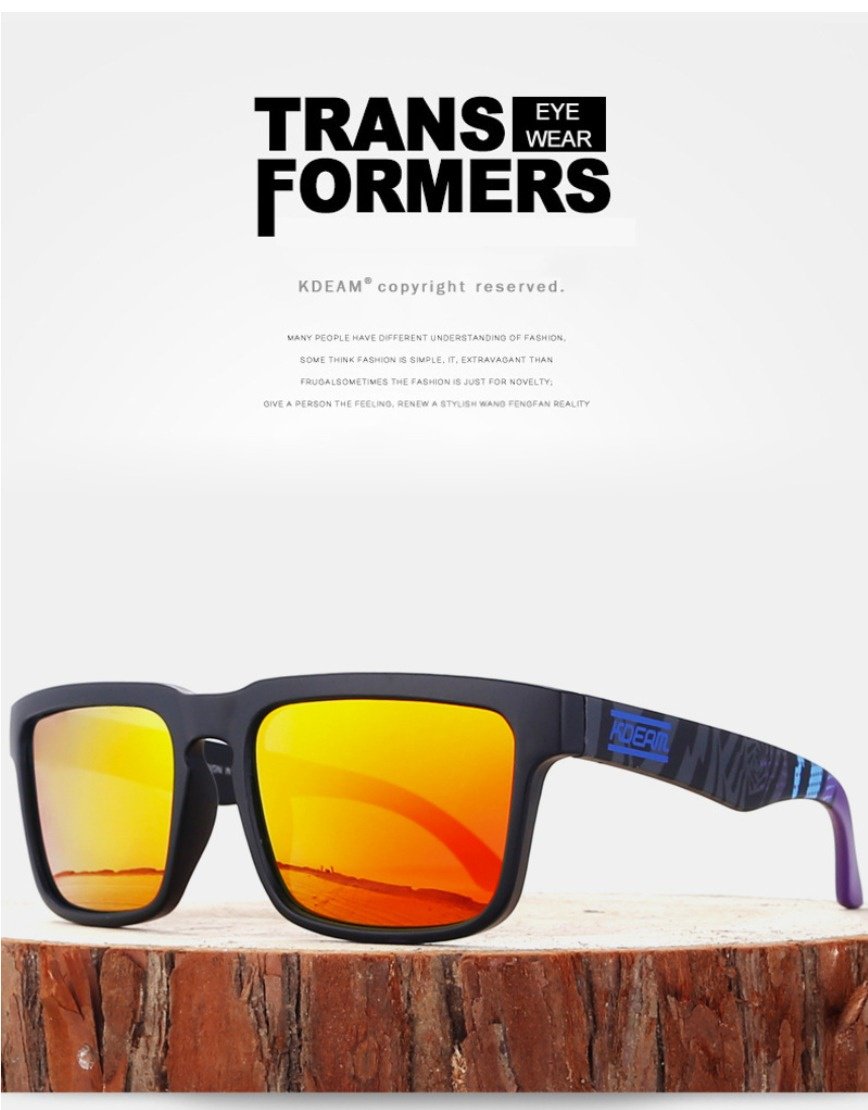 TRANS EYE
WEAR
FORMERS
KDEAM® copyright reserved.
MANY PEOPLE HAVE DIFFERENT UNDERSTANDING OF FASHION,
SOME THINK FASHION IS SIMPLE, IT, EXTRAVAGANT THAN
FRUGALSOMETIMES THE FASHION IS JUST FOR NOVELTY;
GIVE A PERSON THE FEELING, RENEW A STYLISH WANG FENGFAN REALITY
KDEAM